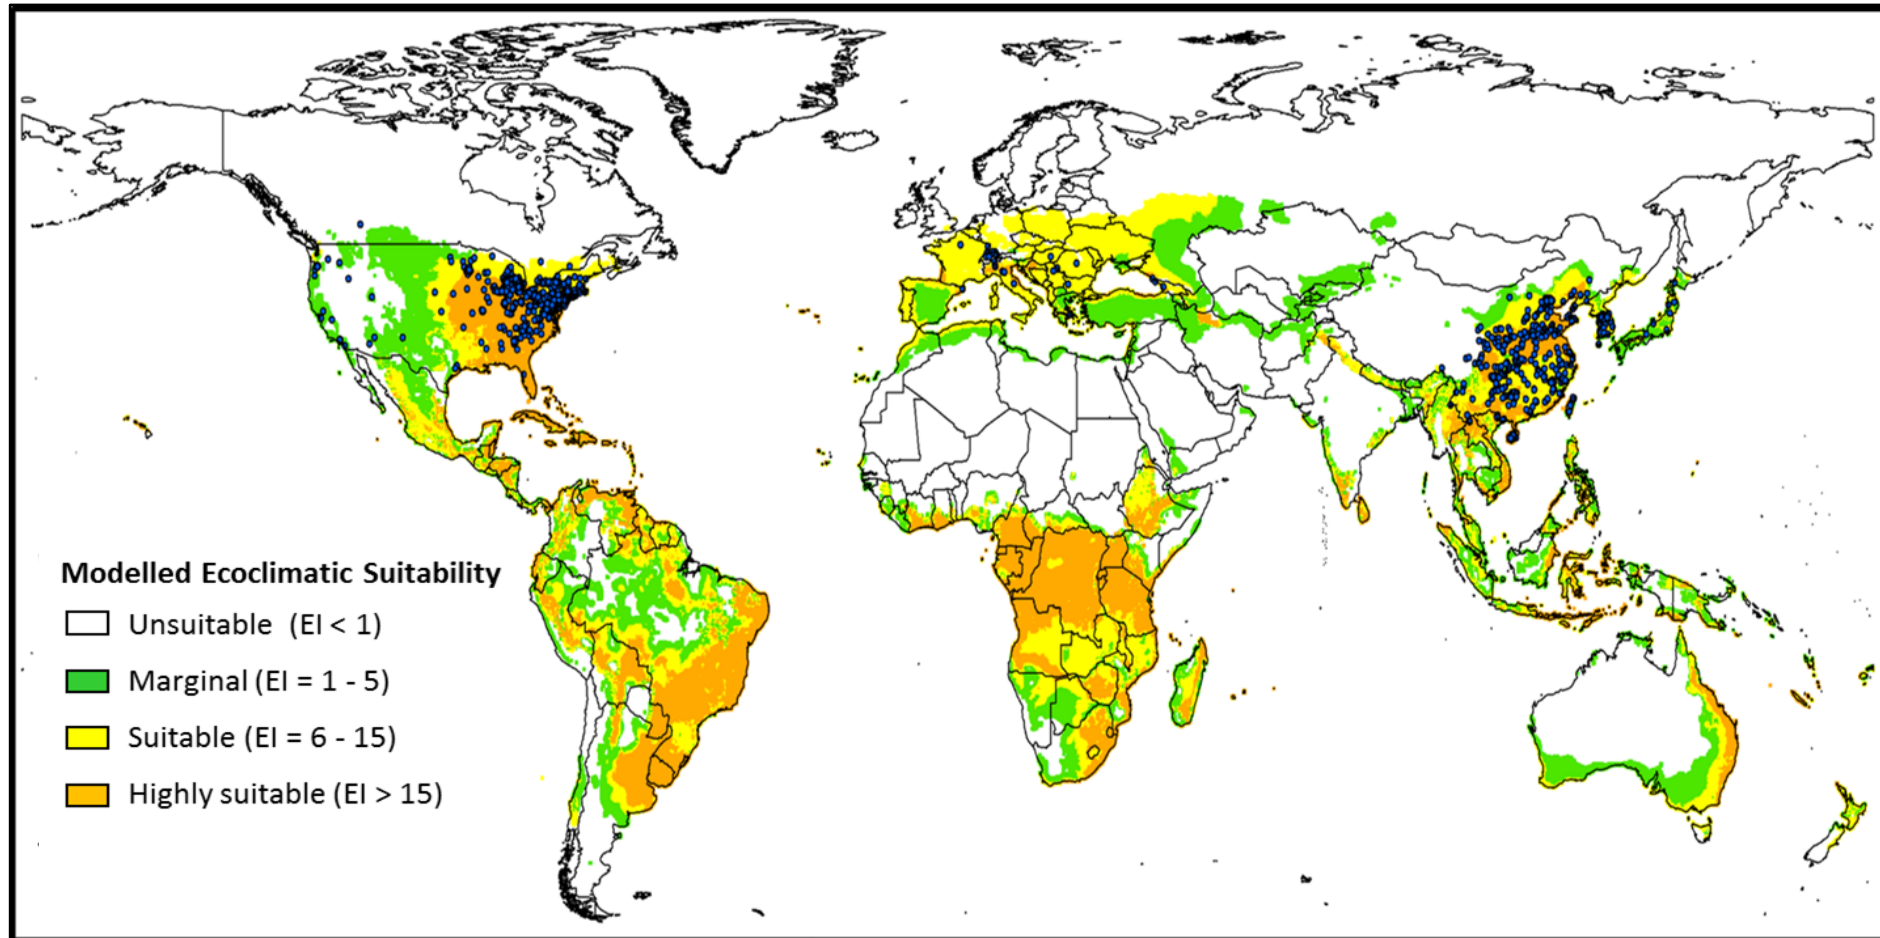 Modelled Ecoclimatic Suitability
Unsuitable (EI < 1)
Marginal (EI = 1 - 5)
Suitable (EI = 6 - 15)
Highly suitable (EI > 15)